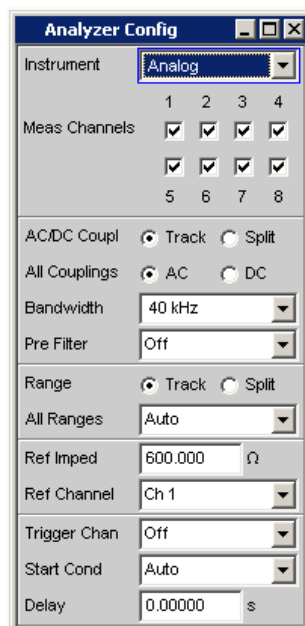 Analyzer Config
Instrument Analog
1 2 3 4
Meas Channels
5 6 7 8
AC/DC Coupl Track Split
All Couplings AC DC
Bandwidth 40 kHz
Pre Filter Off
Range Track Split
All Ranges Auto
Ref Imped 600.000 Ω
Ref Channel Ch 1
Trigger Chan Off
Start Cond Auto
Delay 0.00000 s